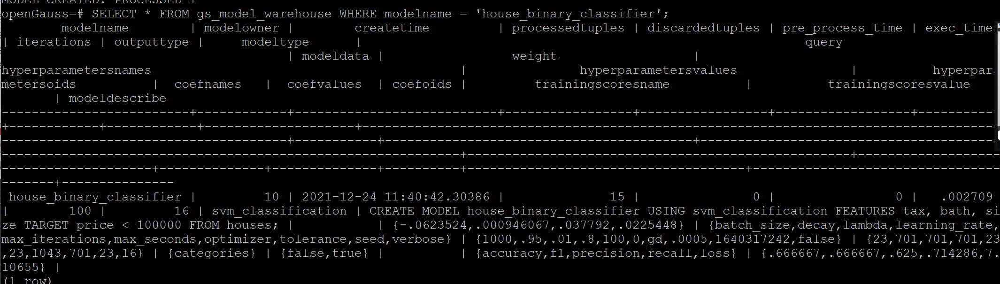 MODEL CREATED. PROCESSED 1
openGauss=# SELECT * FROM gs_model_warehouse WHERE modelname = 'house_binary_classifier';
modelname | modelowner | createtime | processedtuples | discardedtuples | pre_process_time | exec_time
| iterations | outputtype | modeltype | query
| modeldata | weight |
hyperparametersnames | hyperparametersvalues | hyperpar
metersoids | coefnames | coefvalues | coefoids | trainingscoresname | trainingscoresvalue
| modeldescribe
-------------------------+------------+---------------------------+-----------------+-----------------+------------------+----------
+------------+------------+--------------------+-------------------------------------------------------------------------------------
--------------------------------------+-----------+-----------------------------------------+----------------------------------------
-------------------------------------------------------------+---------------------------------------------------+-------------------
--------------------+--------------+--------------+----------+-------------------------------------+---------------------------------
-------+---------------
house_binary_classifier | 10 | 2021-12-24 11:40:42.30386 | 15 | 0 | 0 | .002709
| 100 | 16 | svm_classification | CREATE MODEL house_binary_classifier USING svm_classification FEATURES tax, bath, si
ze TARGET price < 100000 FROM houses; | | {-.0623524,.000946067,.037792,.0225448} | {batch_size,decay,lambda,learning_rate,
max_iterations,max_seconds,optimizer,tolerance,seed,verbose} | {1000,.95,.01,.8,100,0,gd,.0005,1640317242,false} | {23,701,701,701,23
,23,1043,701,23,16} | {categories} | {false,true} | | {accuracy,f1,precision,recall,loss} | {.666667,.666667,.625,.714286,7.
10655} |
(1 row)